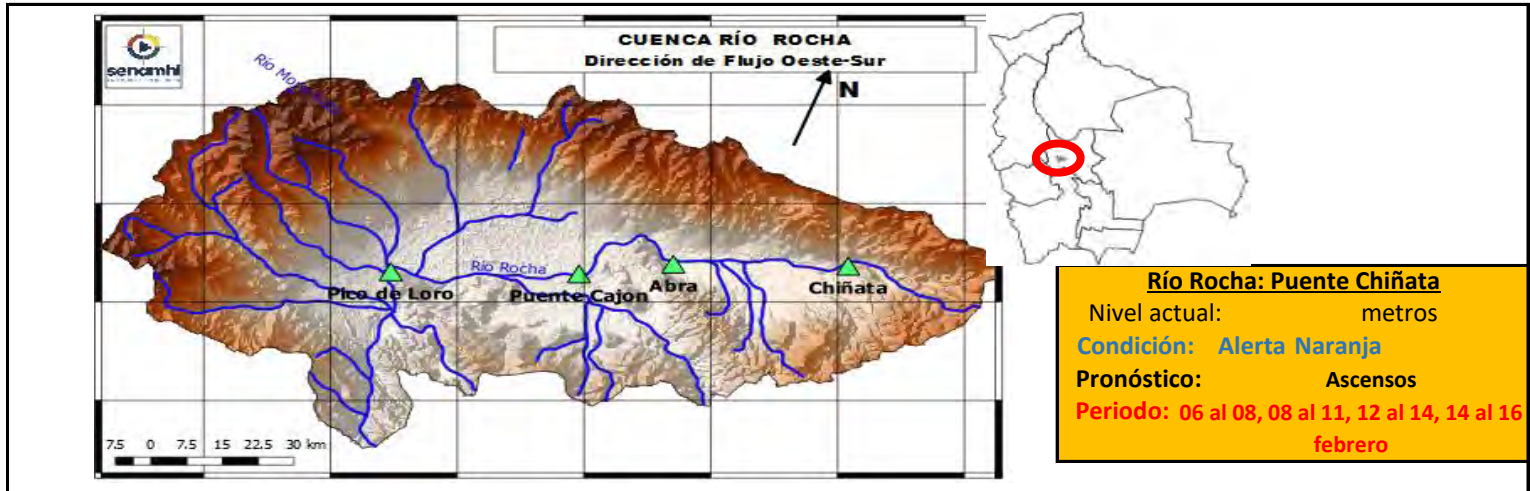 senamhi
CUENCA RÍO ROCHA
Dirección de Flujo Oeste-Sur
N
Río Rocha
Pico de Loro
Puente Cajon
Abra
Chiñata
7.5 0 7.5 15 22.5 30 km
Río Rocha: Puente Chiñata
Nivel actual: metros
Condición: Alerta Naranja
Pronóstico: Ascensos
Periodo: 06 al 08, 08 al 11, 12 al 14, 14 al 16
febrero